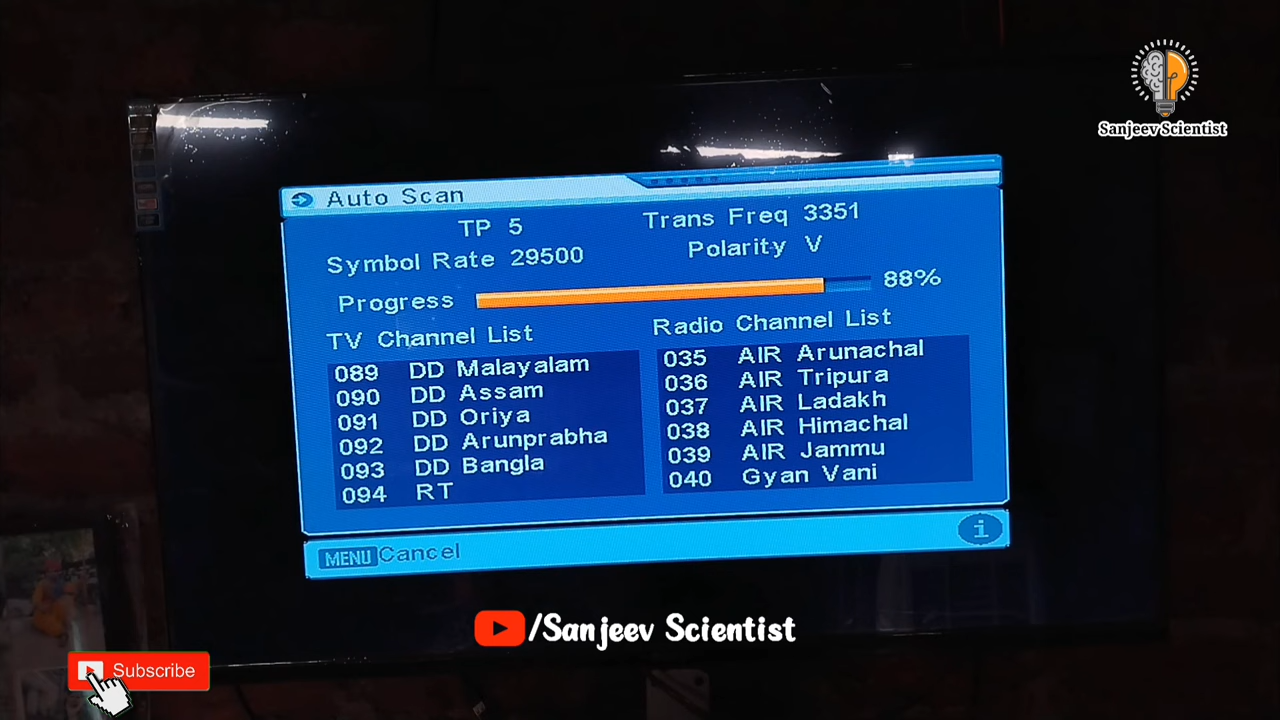 Sanjeev Scientist
Auto Scan
TP 5
Trans Freq 3351
Symbol Rate 29500
Polarity V
Progress
88%
TV Channel List
089 DD Malayalam
090 DD Assam
091 DD Oriya
092 DD Arunprabha
093 DD Bangla
094 RT
Radio Channel List
035 AIR Arunachal
036 AIR Tripura
037 AIR Ladakh
038 AIR Himachal
039 AIR Jammu
040 Gyan Vani
MENU Cancel
i
/Sanjeev Scientist
Subscribe